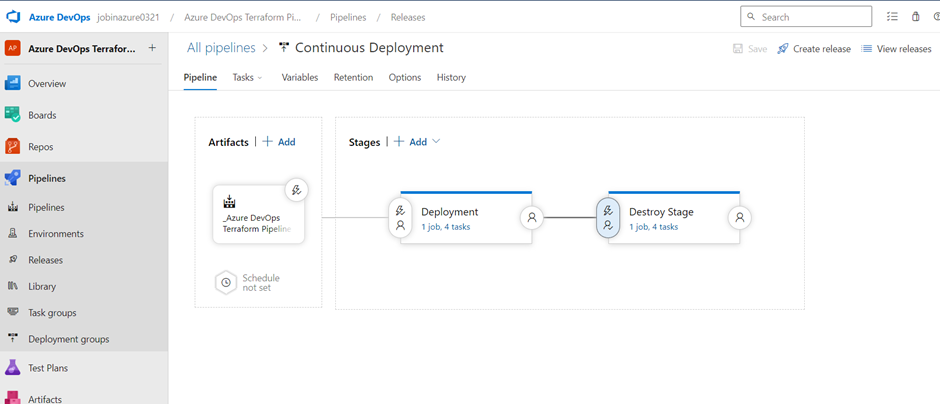 Azure DevOps jobinazure0321 / Azure DevOps Terraform Pi... / Pipelines / Releases
Search
AP Azure DevOps Terrafor... +
All pipelines > Continuous Deployment
Save Create release View releases
Pipeline Tasks Variables Retention Options History
Overview
Boards
Repos
Pipelines
Pipelines
Environments
Releases
Library
Task groups
Deployment groups
Test Plans
Artifacts
Artifacts | + Add
_Azure DevOps
Terraform Pipeline
Schedule
not set
Stages | + Add
Deployment
1 job, 4 tasks
Destroy Stage
1 job, 4 tasks